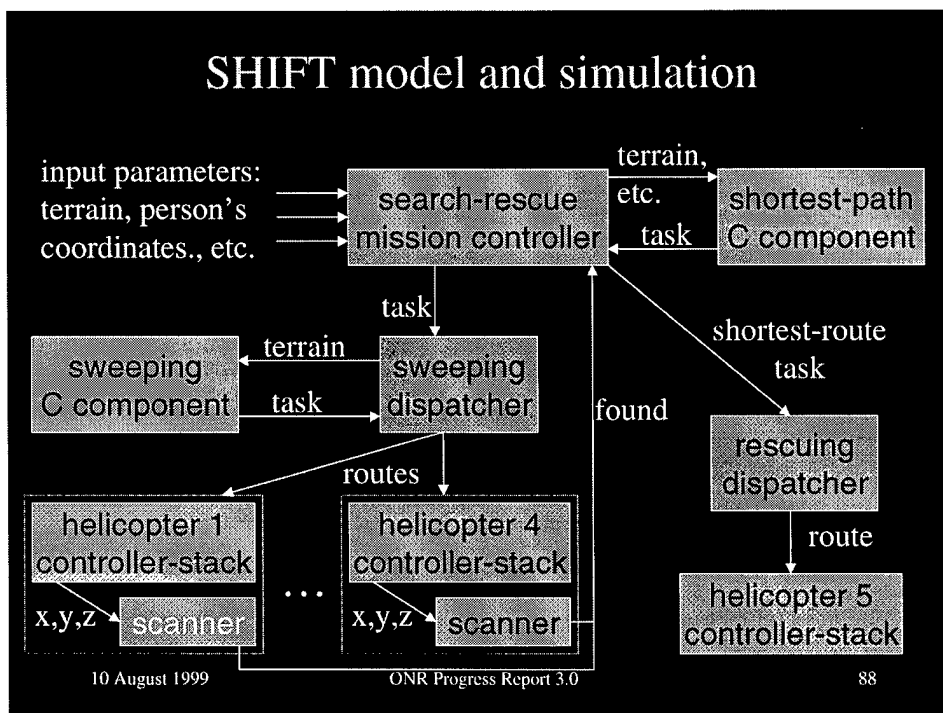 SHIFT model and simulation
input parameters:
terrain, person's
coordinates., etc.
search-rescue
mission controller
terrain,
etc.
task
shortest-path
C component
task
shortest-route
task
sweeping
C component
terrain
task
sweeping
dispatcher
found
rescuing
dispatcher
routes
route
helicopter 1
controller-stack
x,y,z
scanner
...
helicopter 4
controller-stack
x,y,z
scanner
helicopter 5
controller-stack
10 August 1999
ONR Progress Report 3.0
88